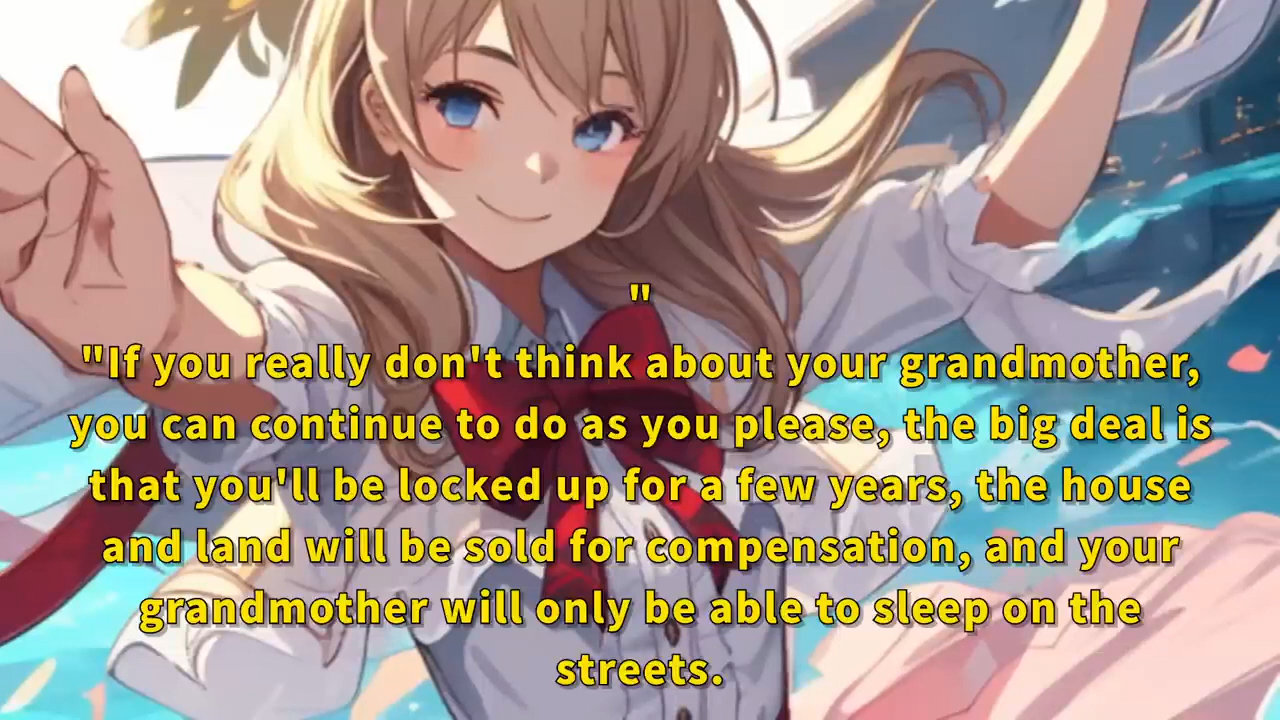 "
"If you really don't think about your grandmother,
you can continue to do as you please, the big deal is
that you'll be locked up for a few years, the house
and land will be sold for compensation, and your
grandmother will only be able to sleep on the
streets.